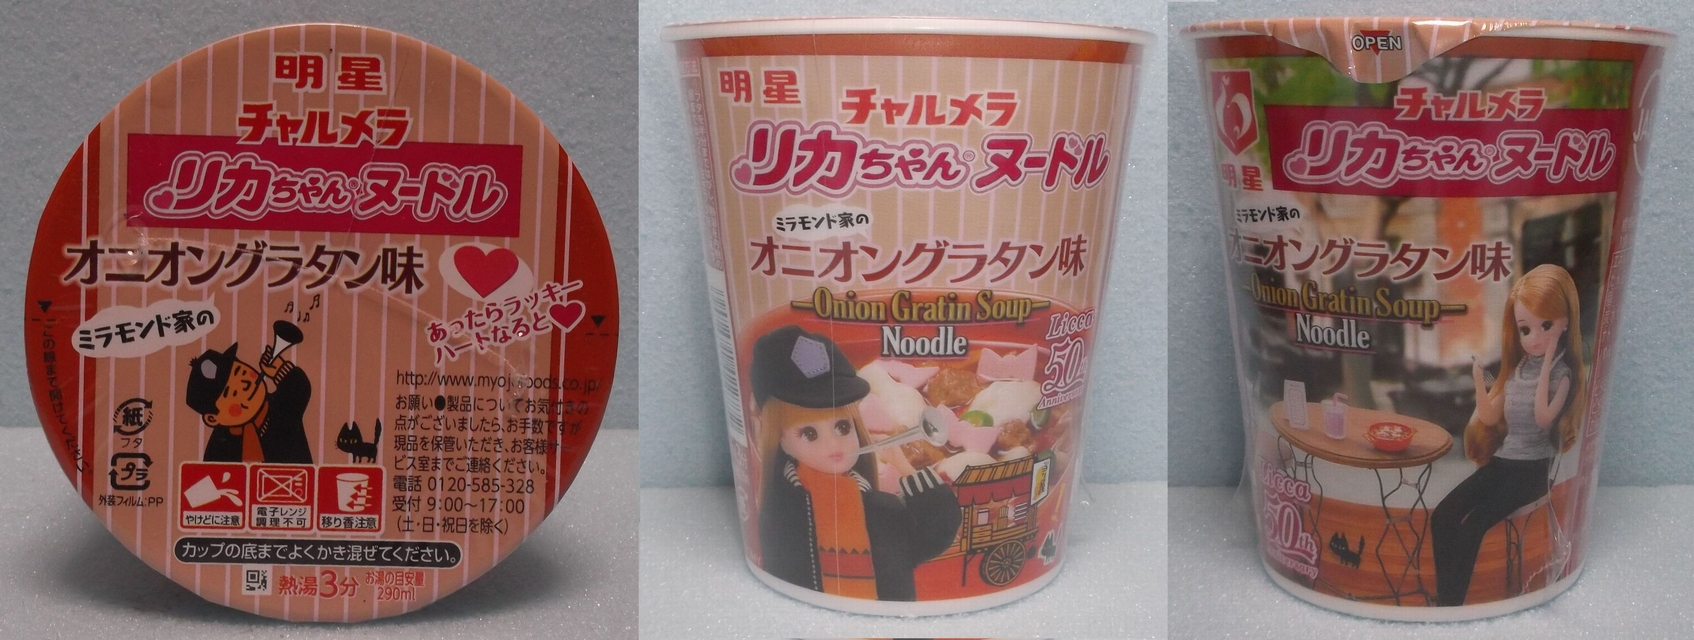 明星
チャルメラ
リカちゃん®ヌードル
オニオングラタン味
ミラモンド家の
あったらラッキー
ハートなると♥
この線まで開けてください
http://www.myojofoods.co.jp/
お願い●製品についてお気付きの
点がございましたら、お手数ですが
現品を保管いただき、お客様サー
ビス室までご連絡ください。
電話 0120-585-328
受付 9:00〜17:00
(土・日・祝日を除く)
紙
フタ
プラ
外装フィルム:PP
やけどに注意
電子レンジ
調理不可
移り香注意
カップの底までよくかき混ぜてください。
熱湯3分
お湯の目安量
290ml
明星
チャルメラ
リカちゃん®ヌードル
ミラモンド家の
オニオングラタン味
Onion Gratin Soup
Noodle
Licca
50th
Anniversary
OPEN
明星
チャルメラ
リカちゃん®ヌードル
ミラモンド家の
オニオングラタン味
Onion Gratin Soup
Noodle
Licca
50th
Anniversary